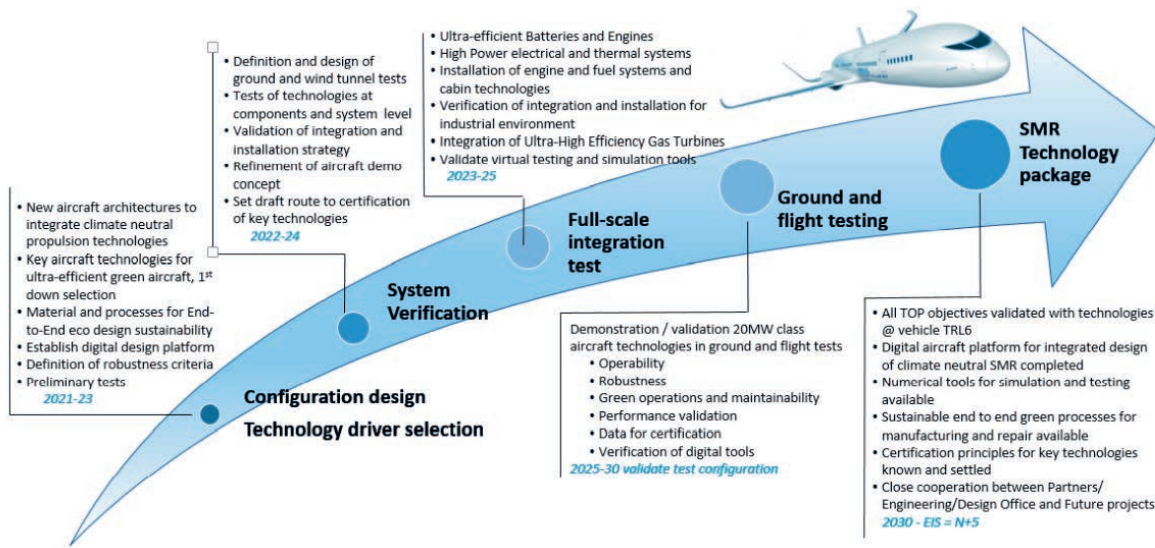 • New aircraft architectures to
integrate climate neutral
propulsion technologies
• Key aircraft technologies for
ultra-efficient green aircraft, 1st
down selection
• Material and processes for End-
to-End eco design sustainability
• Establish digital design platform
• Definition of robustness criteria
• Preliminary tests
2021-23
Configuration design
Technology driver selection
• Definition and design of
ground and wind tunnel tests
• Tests of technologies at
components and system level
• Validation of integration and
installation strategy
• Refinement of aircraft demo
concept
• Set draft route to certification
of key technologies
2022-24
System
Verification
• Ultra-efficient Batteries and Engines
• High Power electrical and thermal systems
• Installation of engine and fuel systems and
cabin technologies
• Verification of integration and installation for
industrial environment
• Integration of Ultra-High Efficiency Gas Turbines
• Validate virtual testing and simulation tools
2023-25
Full-scale
integration
test
Ground and
flight testing
Demonstration / validation 20MW class
aircraft technologies in ground and flight tests
• Operability
• Robustness
• Green operations and maintainability
• Performance validation
• Data for certification
• Verification of digital tools
2025-30 validate test configuration
SMR
Technology
package
• All TOP objectives validated with technologies
@ vehicle TRL6
• Digital aircraft platform for integrated design
of climate neutral SMR completed
• Numerical tools for simulation and testing
available
• Sustainable end to end green processes for
manufacturing and repair available
• Certification principles for key technologies
known and settled
• Close cooperation between Partners/
Engineering/Design Office and Future projects
2030 - EIS = N+5